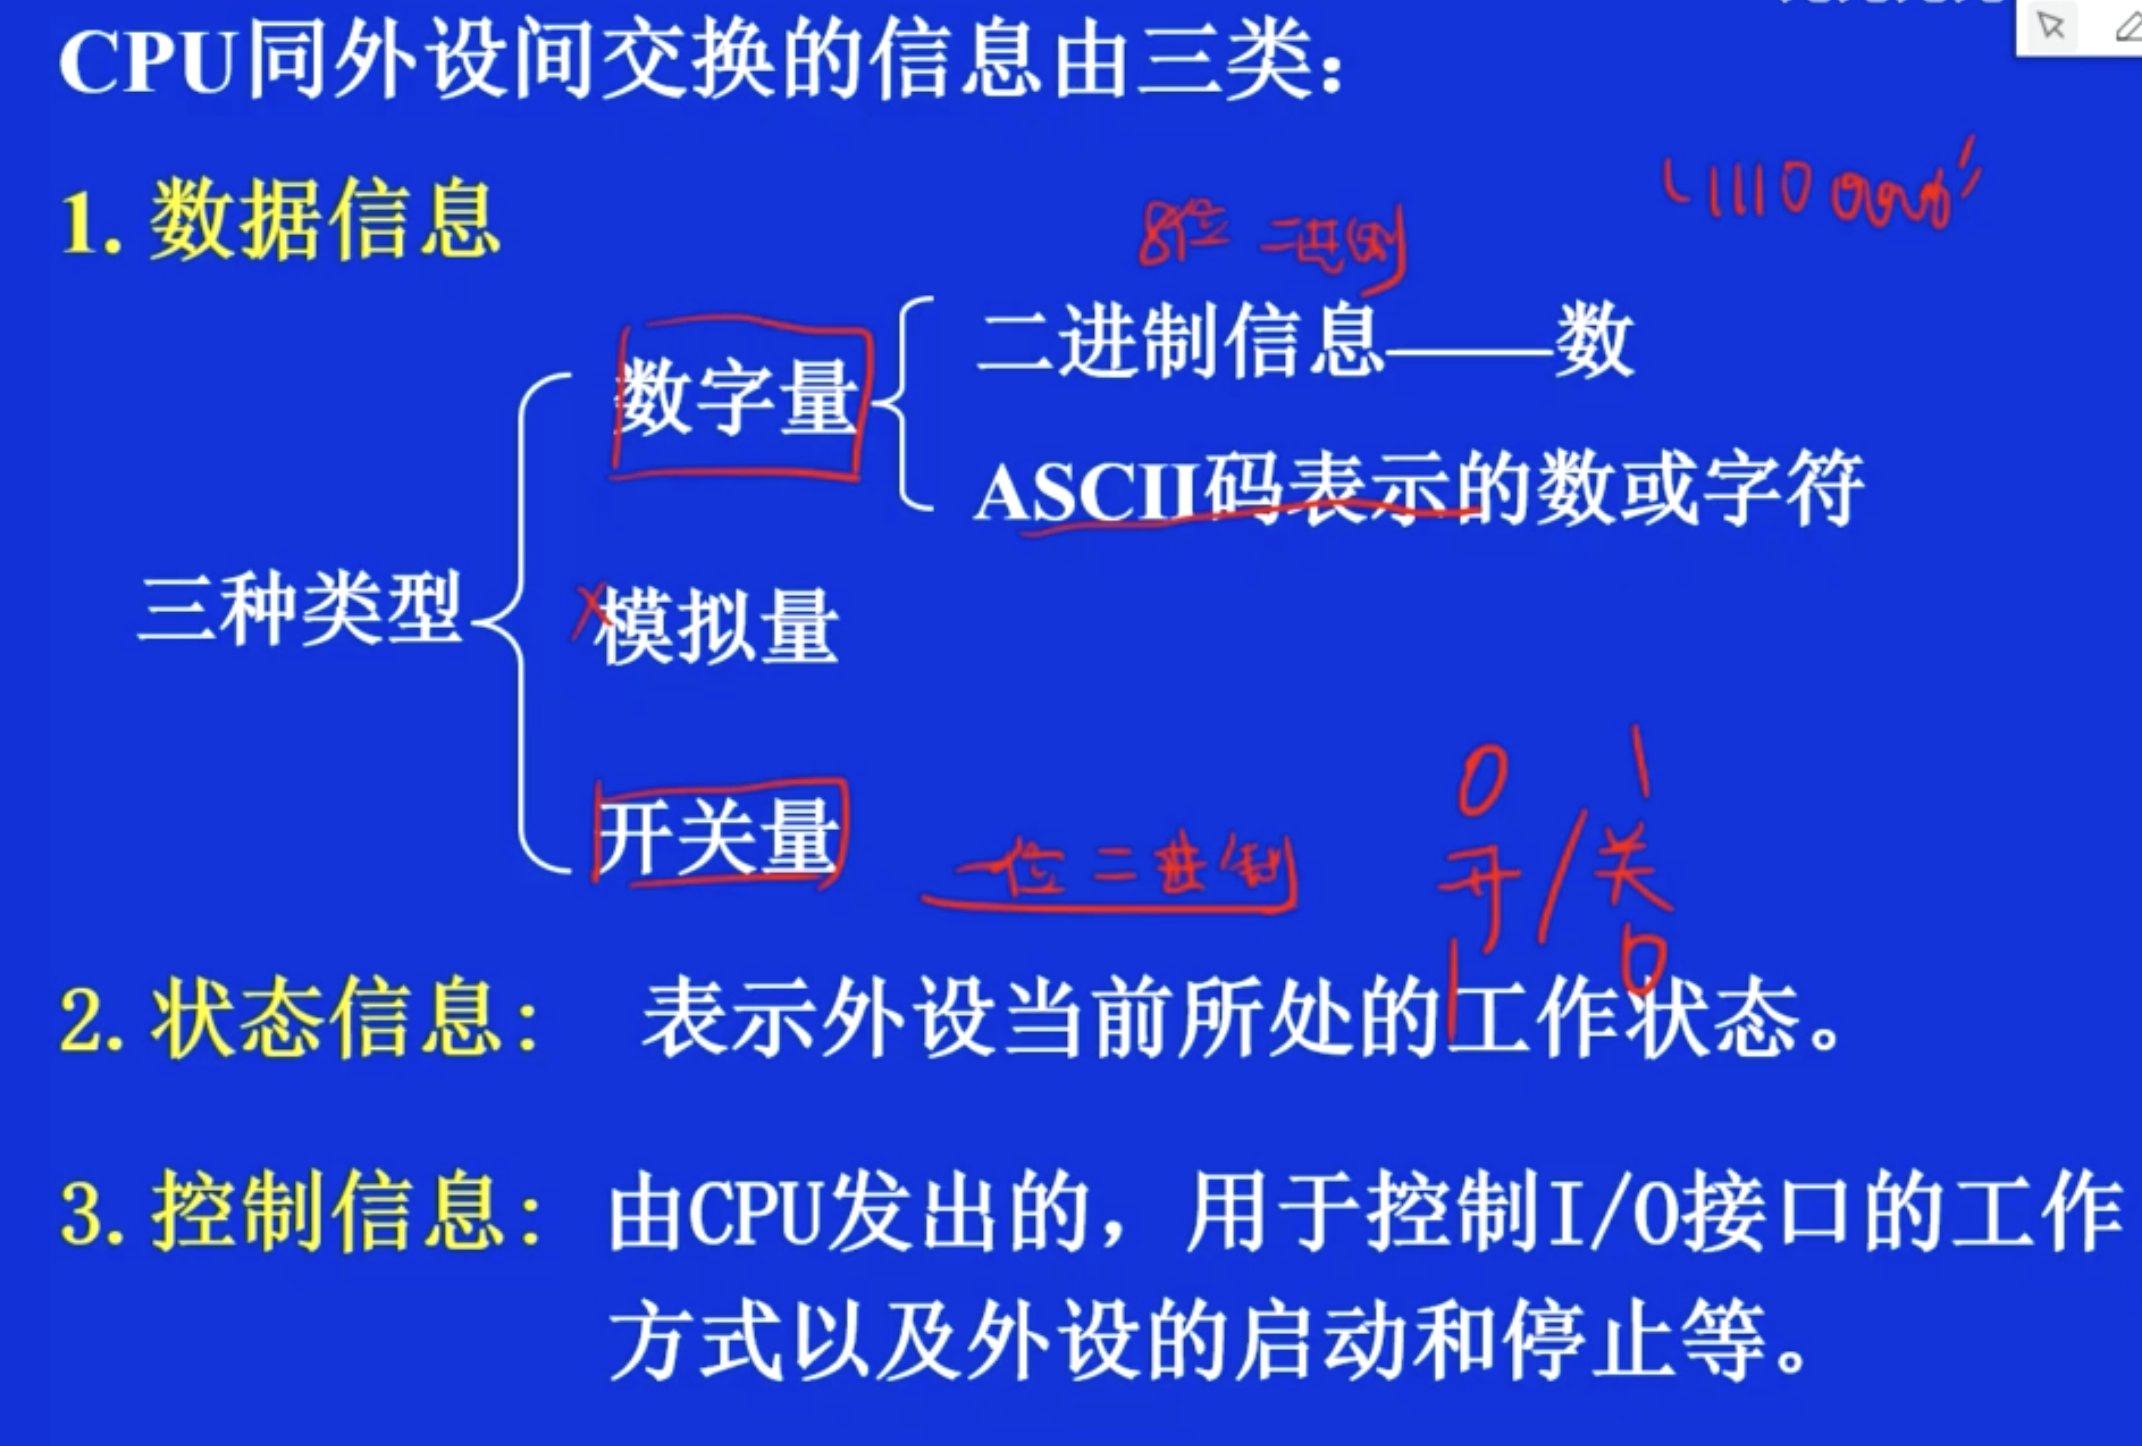 CPU同外设间交换的信息由三类：
1. 数据信息
8位 二进制
二进制信息——数
数字量
ASCII码表示的数或字符
三种类型
×模拟量
0 1
开关量
一位二进制 开/关
1 0
2. 状态信息： 表示外设当前所处的工作状态。
3. 控制信息： 由CPU发出的，用于控制I/O接口的工作
方式以及外设的启动和停止等。